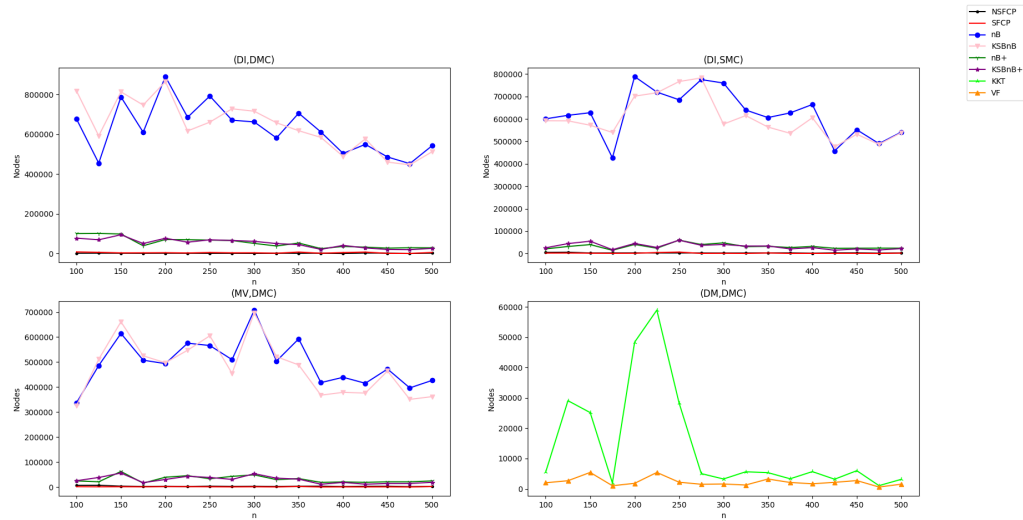 NSFCP
SFCP
nB
KSBnB
nB+
KSBnB+
KKT
VF
(DI,DMC)
800000
600000
400000
200000
0
Nodes
100 150 200 250 300 350 400 450 500
n
(DI,SMC)
800000
700000
600000
500000
400000
300000
200000
100000
0
Nodes
100 150 200 250 300 350 400 450 500
n
(MV,DMC)
700000
600000
500000
400000
300000
200000
100000
0
Nodes
100 150 200 250 300 350 400 450 500
n
(DM,DMC)
60000
50000
40000
30000
20000
10000
0
Nodes
100 150 200 250 300 350 400 450 500
n